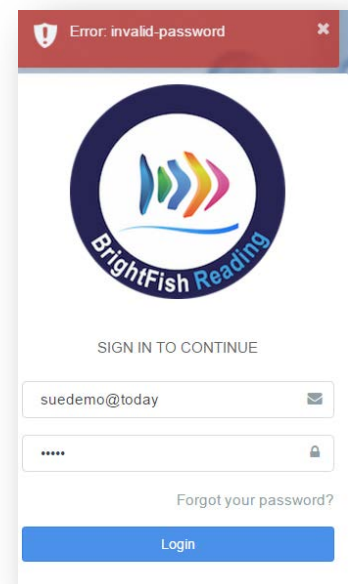 Error: invalid-password
BrightFish Reading
SIGN IN TO CONTINUE
suedemo@today
•••••
Forgot your password?
Login